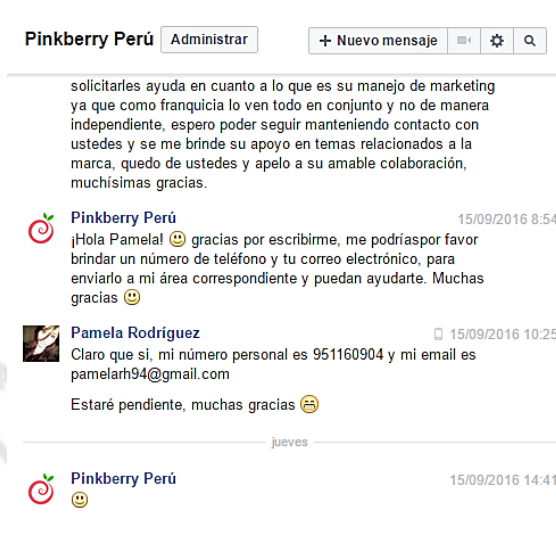 Pinkberry Perú Administrar + Nuevo mensaje
solicitarles ayuda en cuanto a lo que es su manejo de marketing
ya que como franquicia lo ven todo en conjunto y no de manera
independiente, espero poder seguir manteniendo contacto con
ustedes y se me brinde su apoyo en temas relacionados a la
marca, quedo de ustedes y apelo a su amable colaboración,
muchísimas gracias.
Pinkberry Perú 15/09/2016 8:54
¡Hola Pamela! gracias por escribirme, me podríaspor favor
brindar un número de teléfono y tu correo electrónico, para
enviarlo a mi área correspondiente y puedan ayudarte. Muchas
gracias
Pamela Rodríguez 15/09/2016 10:25
Claro que si, mi número personal es 951160904 y mi email es
pamelarh94@gmail.com
Estaré pendiente, muchas gracias
jueves
Pinkberry Perú 15/09/2016 14:41